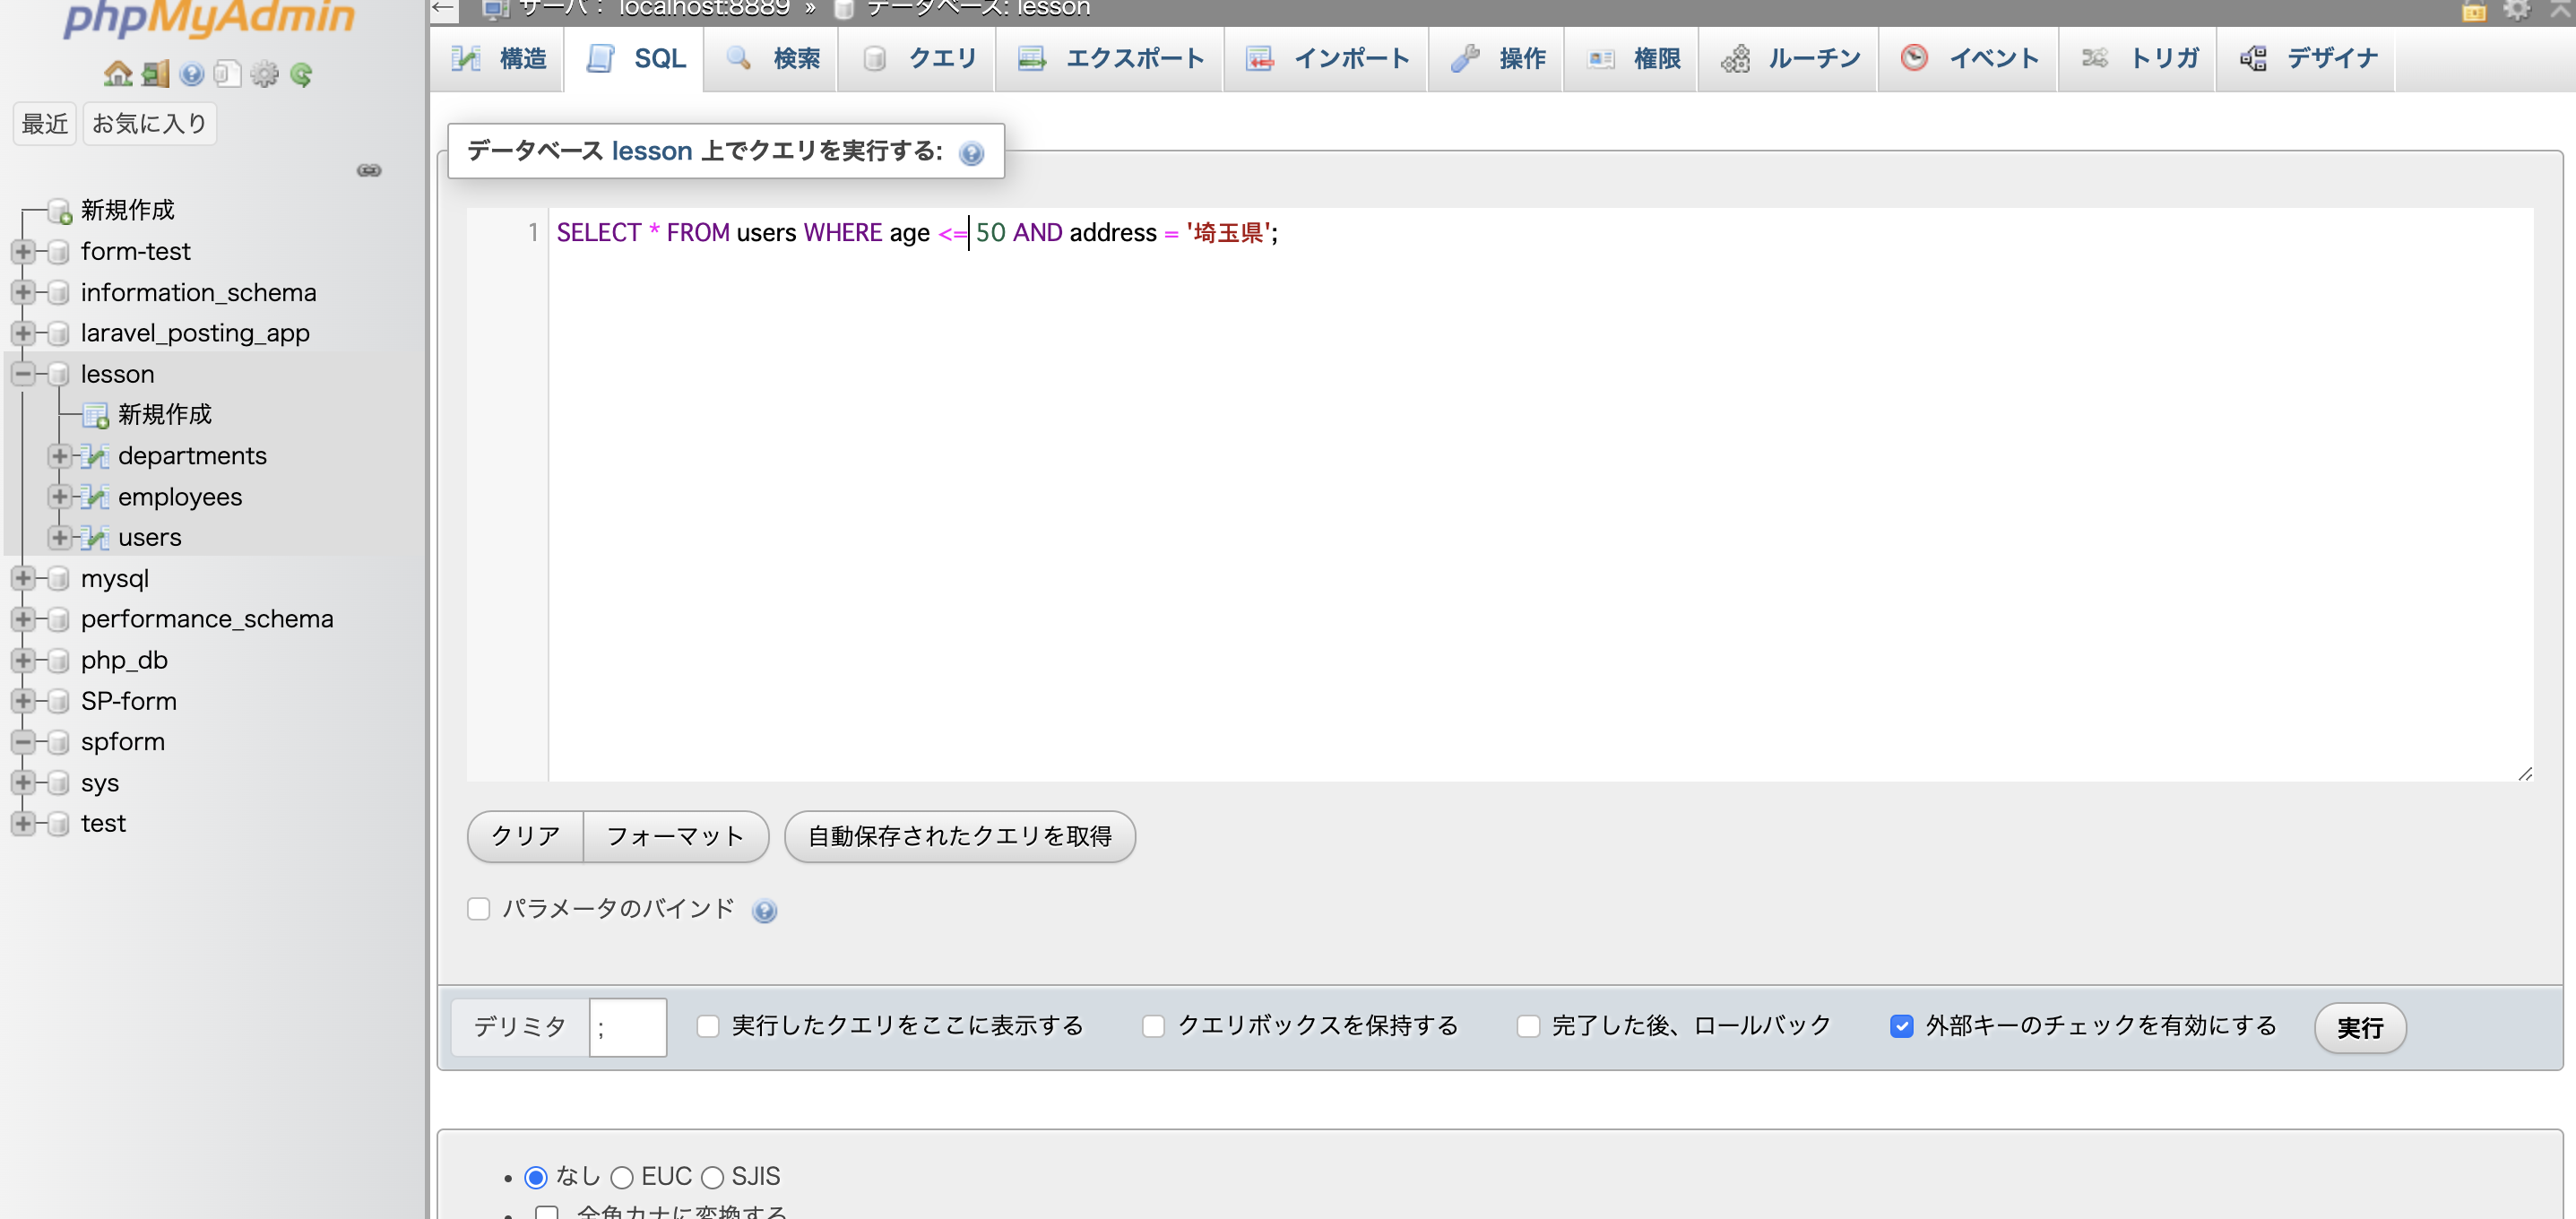 phpMyAdmin
最近 お気に入り
新規作成
form-test
information_schema
laravel_posting_app
lesson
新規作成
departments
employees
users
mysql
performance_schema
php_db
SP-form
spform
sys
test
← サーバ: localhost:8889 » データベース: lesson
構造 SQL 検索 クエリ エクスポート インポート 操作 権限 ルーチン イベント トリガ デザイナ
データベース lesson 上でクエリを実行する:
1 SELECT * FROM users WHERE age <= 50 AND address = '埼玉県';
クリア フォーマット 自動保存されたクエリを取得
パラメータのバインド
デリミタ ; 実行したクエリをここに表示する クエリボックスを保持する 完了した後、ロールバック 外部キーのチェックを有効にする 実行
なし EUC SJIS
全角カナに変換する